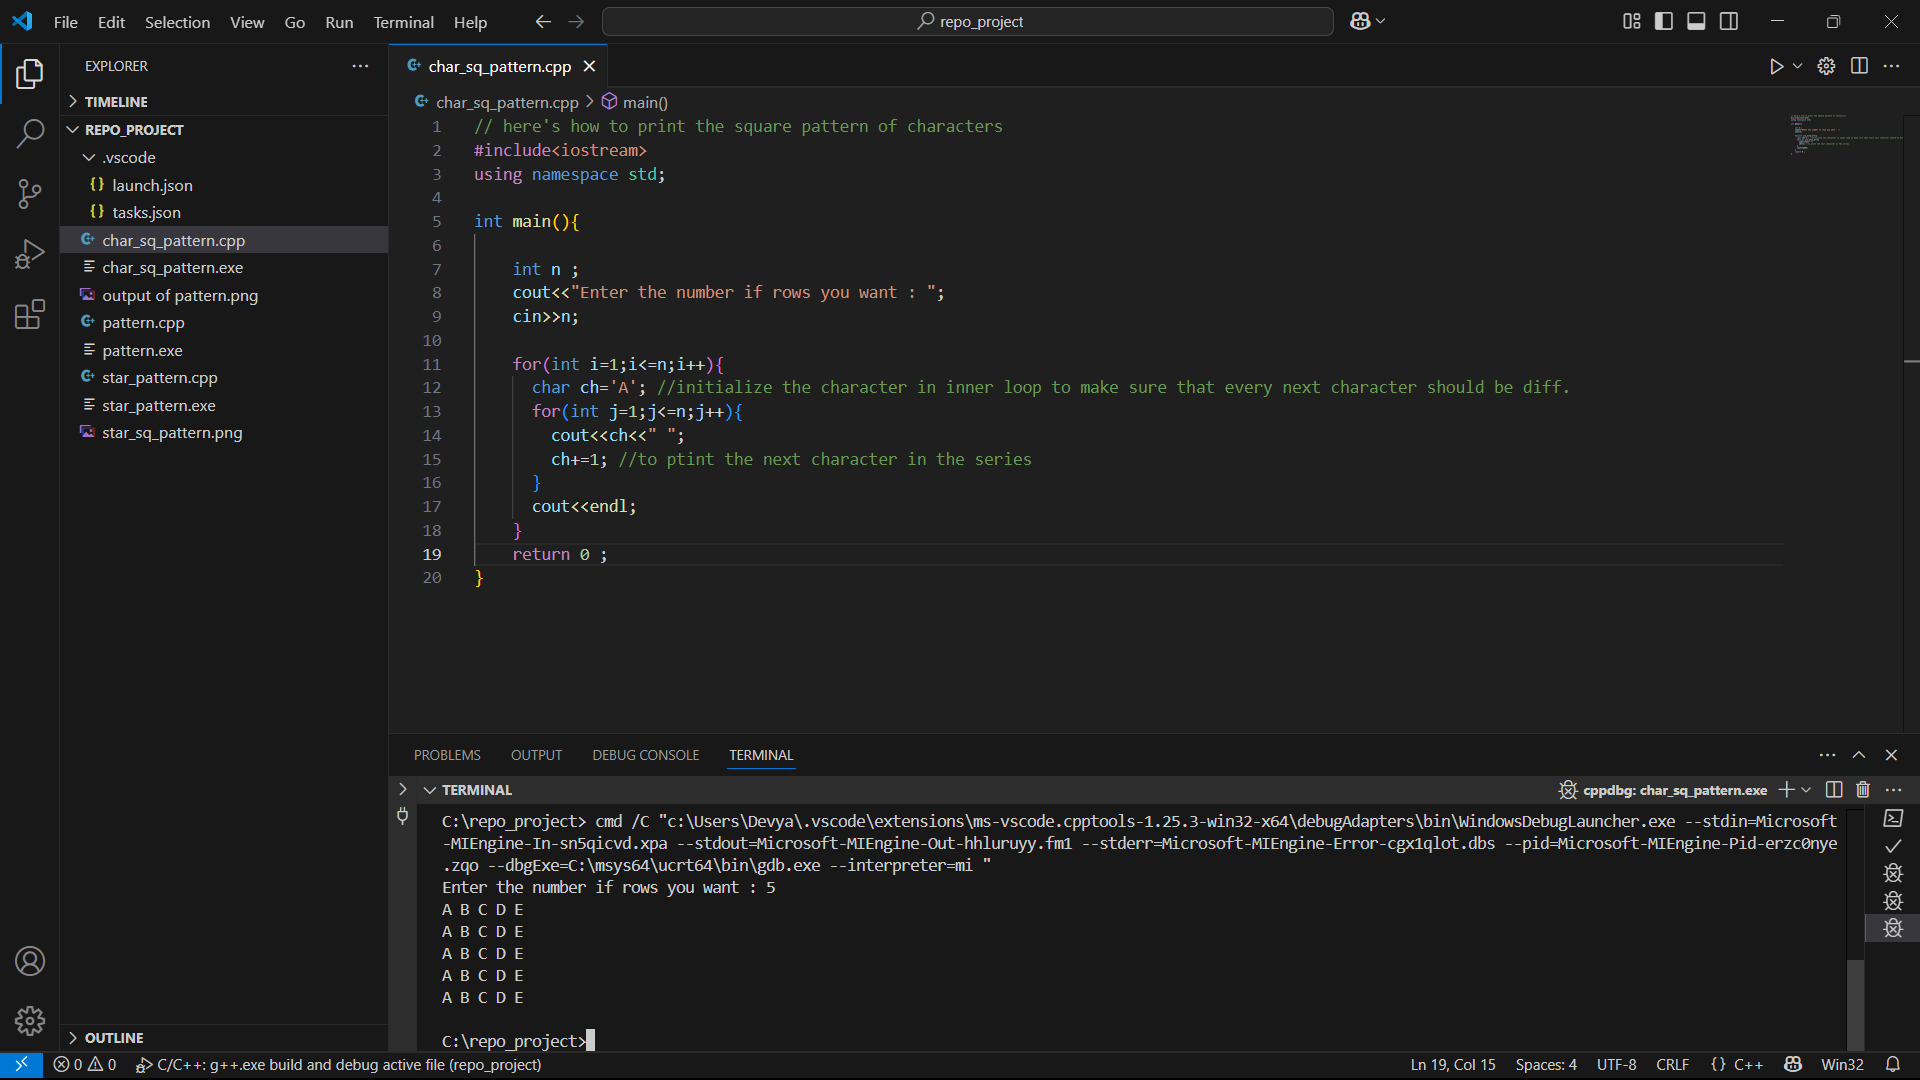 File Edit Selection View Go Run Terminal Help
repo_project
EXPLORER
TIMELINE
REPO_PROJECT
.vscode
{} launch.json
{} tasks.json
char_sq_pattern.cpp
char_sq_pattern.exe
output of pattern.png
pattern.cpp
pattern.exe
star_pattern.cpp
star_pattern.exe
star_sq_pattern.png
OUTLINE
char_sq_pattern.cpp
char_sq_pattern.cpp > main()
1 // here's how to print the square pattern of characters
2 #include<iostream>
3 using namespace std;
4
5 int main(){
6
7 int n ;
8 cout<<"Enter the number if rows you want : ";
9 cin>>n;
10
11 for(int i=1;i<=n;i++){
12 char ch='A'; //initialize the character in inner loop to make sure that every next character should be diff.
13 for(int j=1;j<=n;j++){
14 cout<<ch<<" ";
15 ch+=1; //to ptint the next character in the series
16 }
17 cout<<endl;
18 }
19 return 0 ;
20 }
PROBLEMS OUTPUT DEBUG CONSOLE TERMINAL
TERMINAL
cppdbg: char_sq_pattern.exe
C:\repo_project> cmd /C "c:\Users\Devya\.vscode\extensions\ms-vscode.cpptools-1.25.3-win32-x64\debugAdapters\bin\WindowsDebugLauncher.exe --stdin=Microsoft
-MIEngine-In-sn5qicvd.xpa --stdout=Microsoft-MIEngine-Out-hhluruyy.fm1 --stderr=Microsoft-MIEngine-Error-cgx1qlot.dbs --pid=Microsoft-MIEngine-Pid-erzc0nye
.zqo --dbgExe=C:\msys64\ucrt64\bin\gdb.exe --interpreter=mi "
Enter the number if rows you want : 5
A B C D E
A B C D E
A B C D E
A B C D E
A B C D E
C:\repo_project>
0 0 C/C++: g++.exe build and debug active file (repo_project)
Ln 19, Col 15 Spaces: 4 UTF-8 CRLF {} C++ Win32